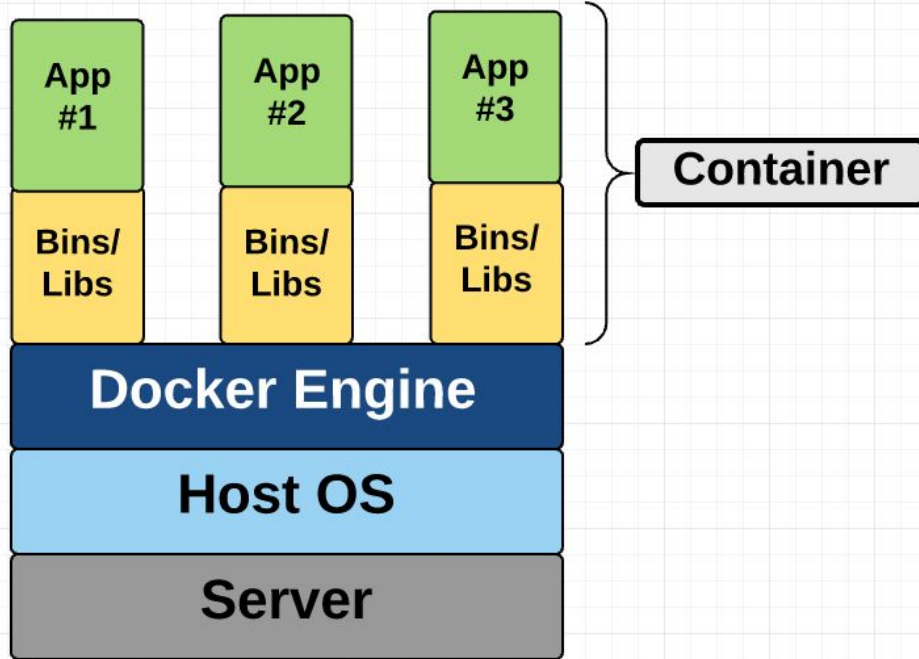 App
#1
App
#2
App
#3
Container
Bins/
Libs
Bins/
Libs
Bins/
Libs
Docker Engine
Host OS
Server